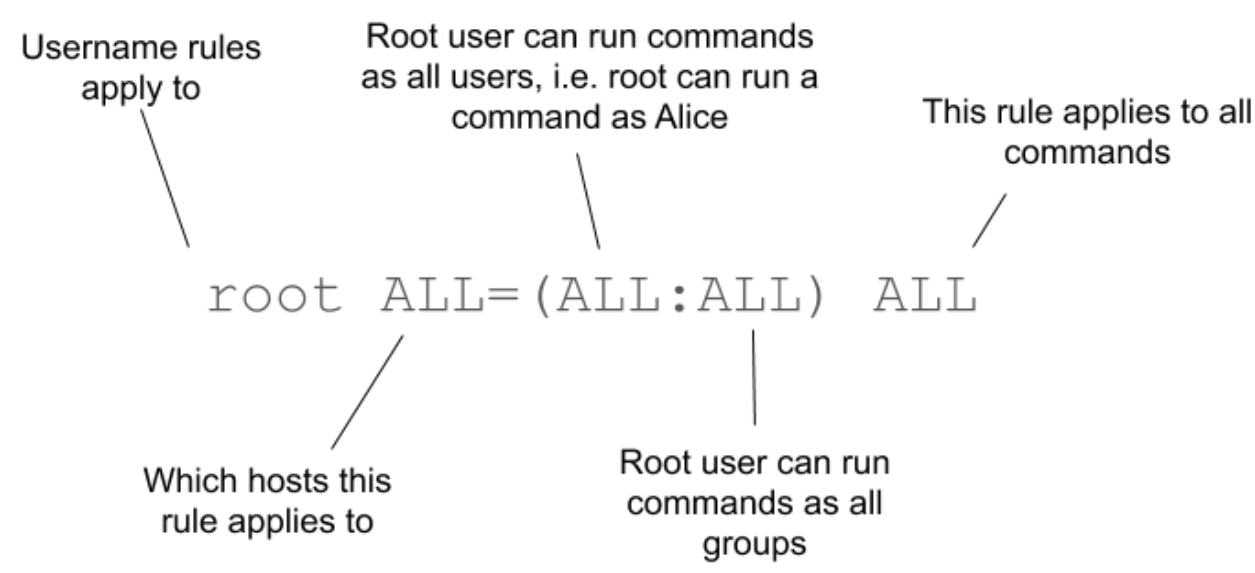 Username rules
apply to
Root user can run commands
as all users, i.e. root can run a
command as Alice
This rule applies to all
commands
root ALL=(ALL:ALL) ALL
Which hosts this
rule applies to
Root user can run
commands as all
groups